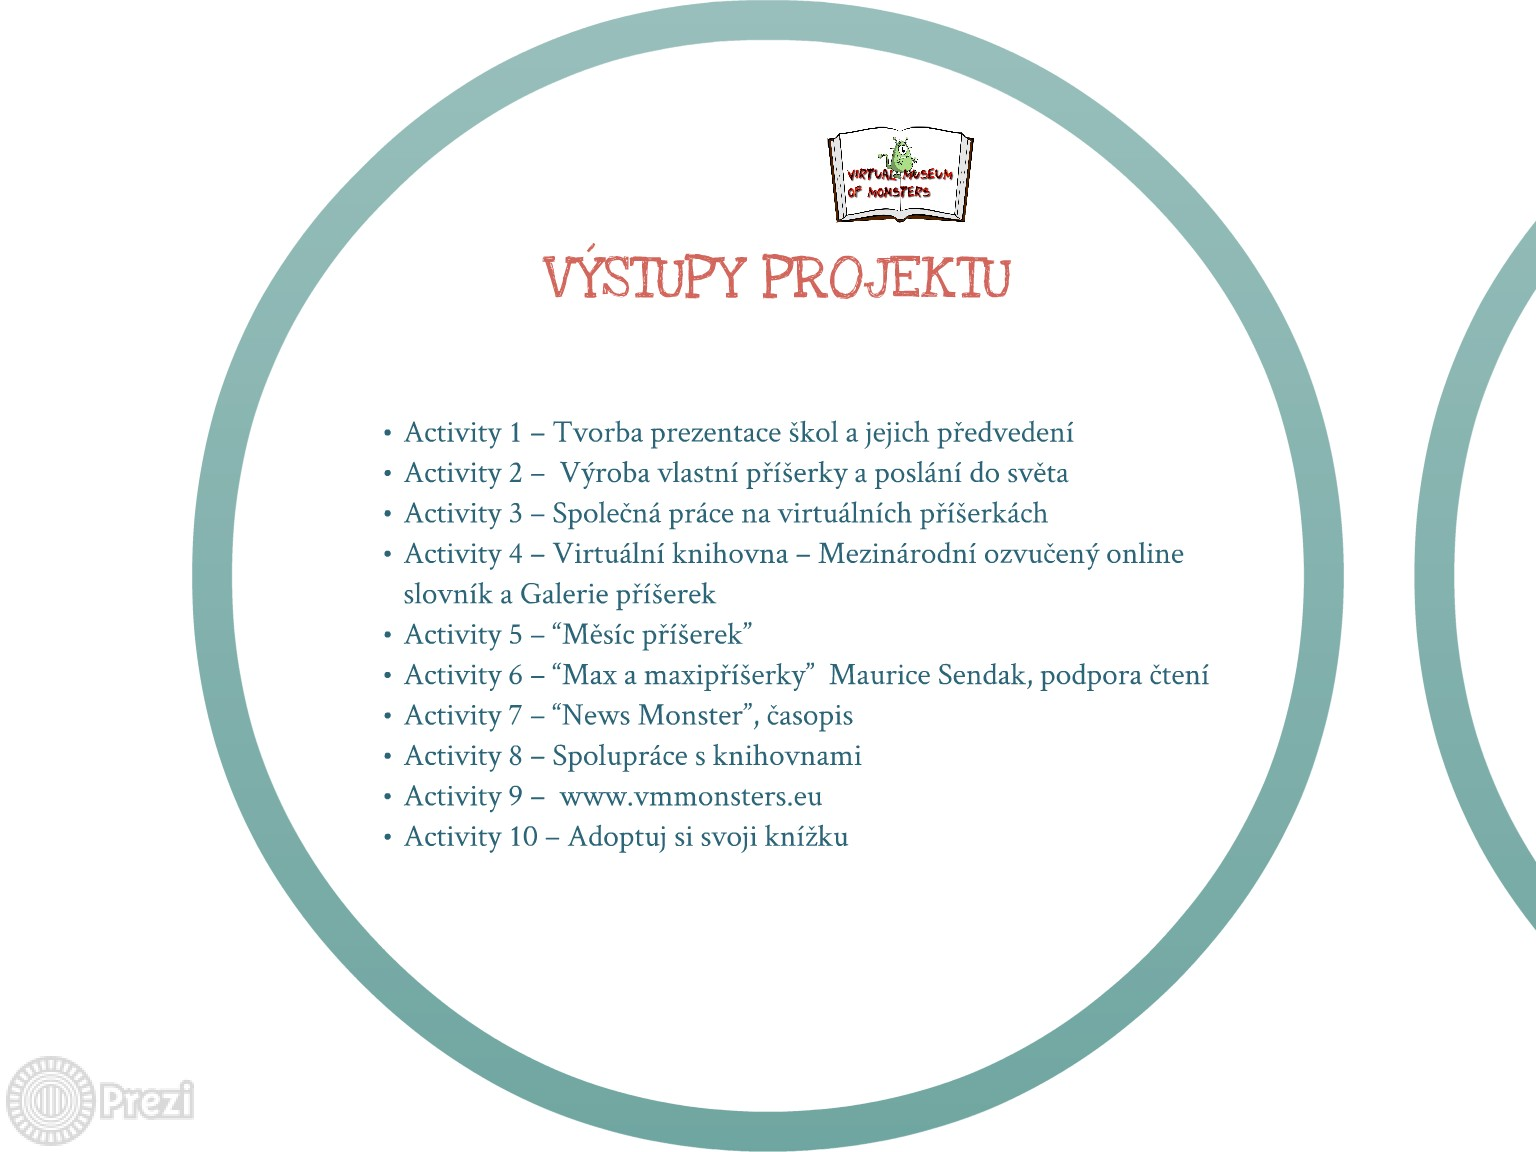 VIRTUAL MUSEUM
OF MONSTERS
VÝSTUPY PROJEKTU
• Activity 1 – Tvorba prezentace škol a jejich předvedení
• Activity 2 –  Výroba vlastní příšerky a poslání do světa
• Activity 3 – Společná práce na virtuálních příšerkách
• Activity 4 – Virtuální knihovna – Mezinárodní ozvučený online
slovník a Galerie příšerek
• Activity 5 – “Měsíc příšerek”
• Activity 6 – “Max a maxipříšerky”  Maurice Sendak, podpora čtení
• Activity 7 – “News Monster”, časopis
• Activity 8 – Spolupráce s knihovnami
• Activity 9 –  www.vmmonsters.eu
• Activity 10 – Adoptuj si svoji knížku
Prezi